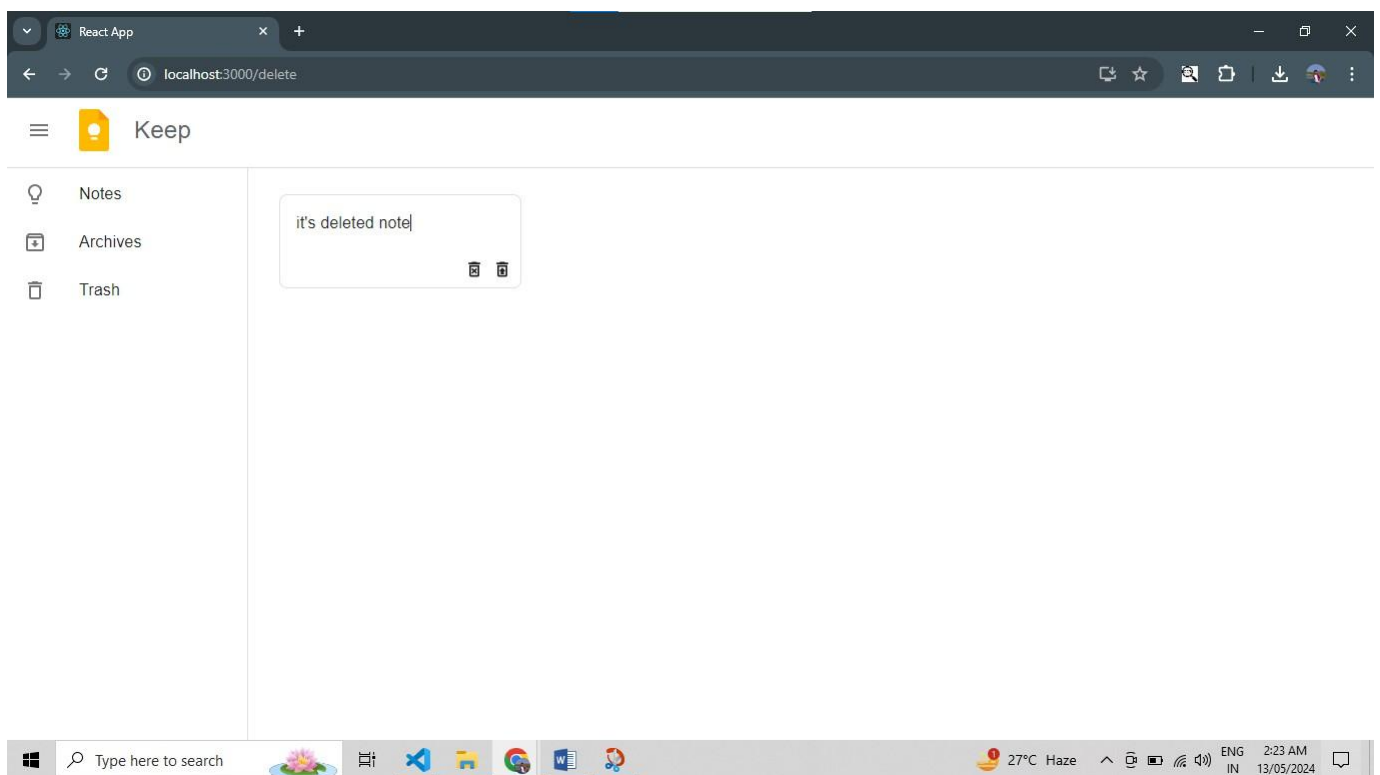 React App
localhost:3000/delete
Keep
Notes
Archives
Trash
it's deleted note
Type here to search
1
27°C Haze
ENG
IN
2:23 AM
13/05/2024